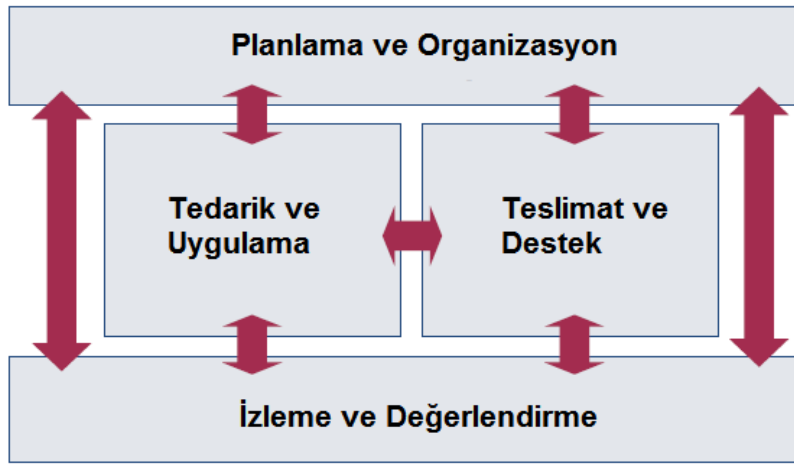 Planlama ve Organizasyon
Tedarik ve
Uygulama
Teslimat ve
Destek
İzleme ve Değerlendirme